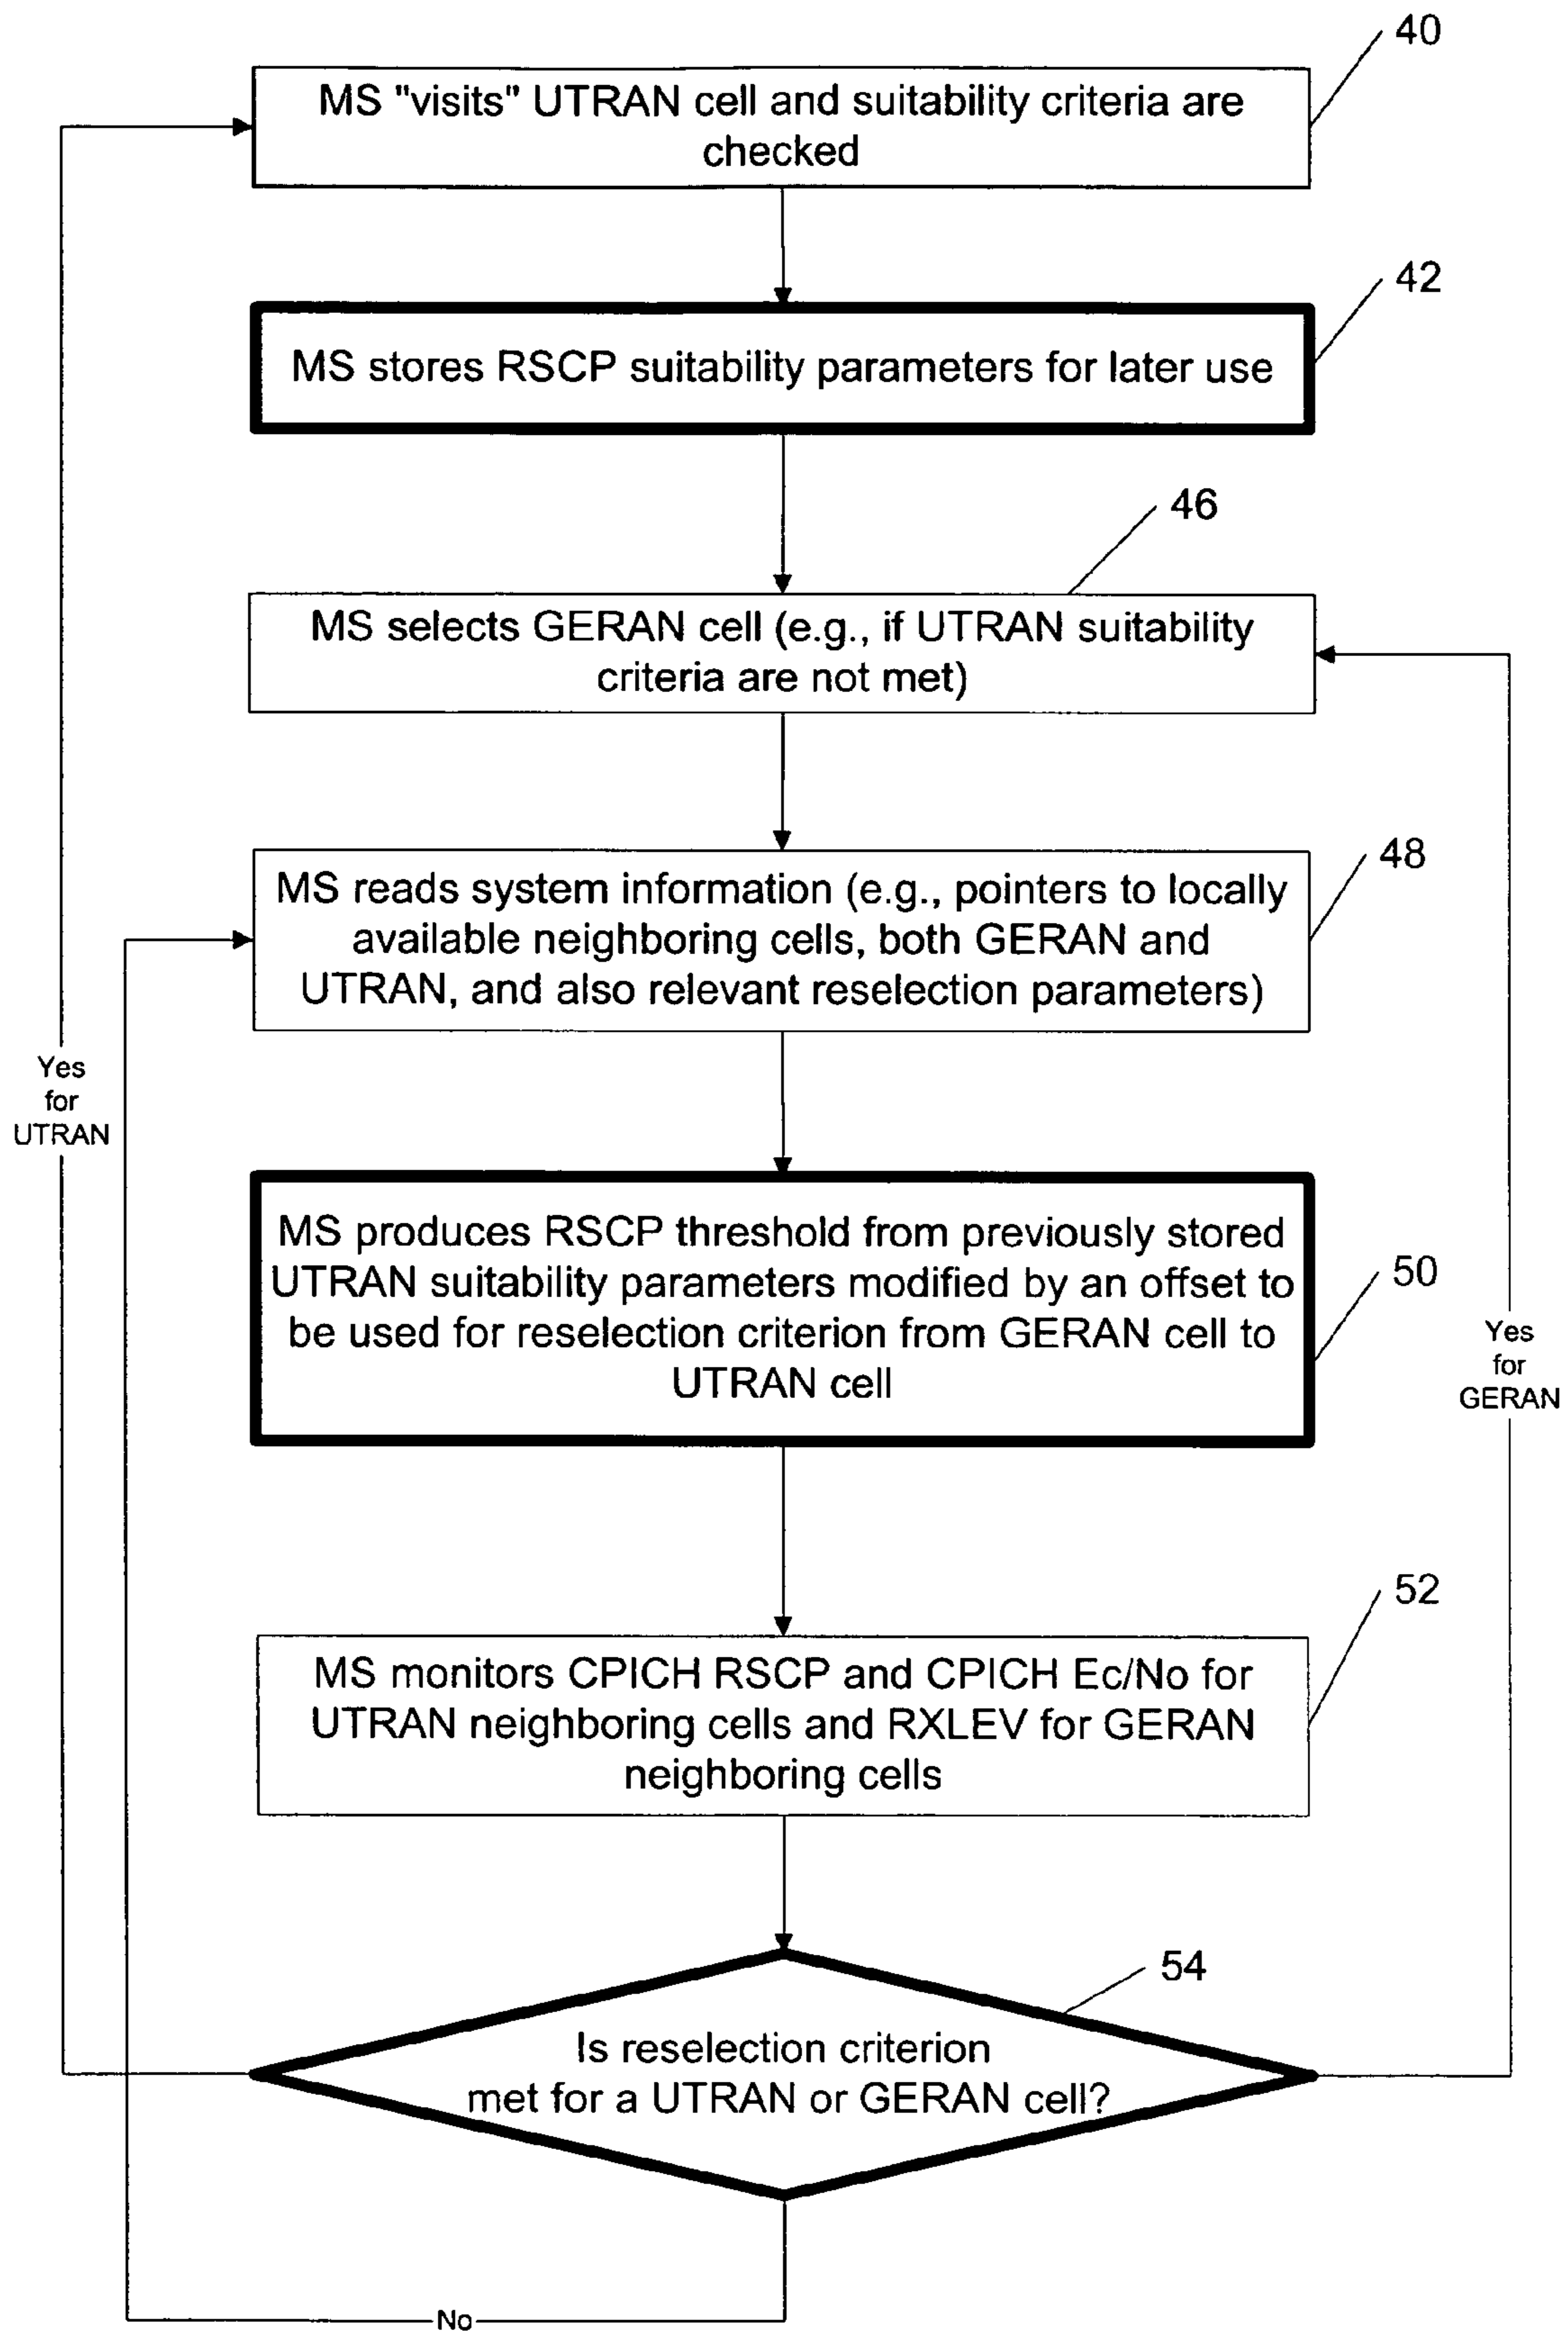 40
MS "visits" UTRAN cell and suitability criteria are
checked
42
MS stores RSCP suitability parameters for later use
46
MS selects GERAN cell (e.g., if UTRAN suitability
criteria are not met)
48
MS reads system information (e.g., pointers to locally
available neighboring cells, both GERAN and
UTRAN, and also relevant reselection parameters)
Yes
for
UTRAN
MS produces RSCP threshold from previously stored
UTRAN suitability parameters modified by an offset to
be used for reselection criterion from GERAN cell to
UTRAN cell
50
Yes
for
GERAN
52
MS monitors CPICH RSCP and CPICH Ec/No for
UTRAN neighboring cells and RXLEV for GERAN
neighboring cells
54
Is reselection criterion
met for a UTRAN or GERAN cell?
No